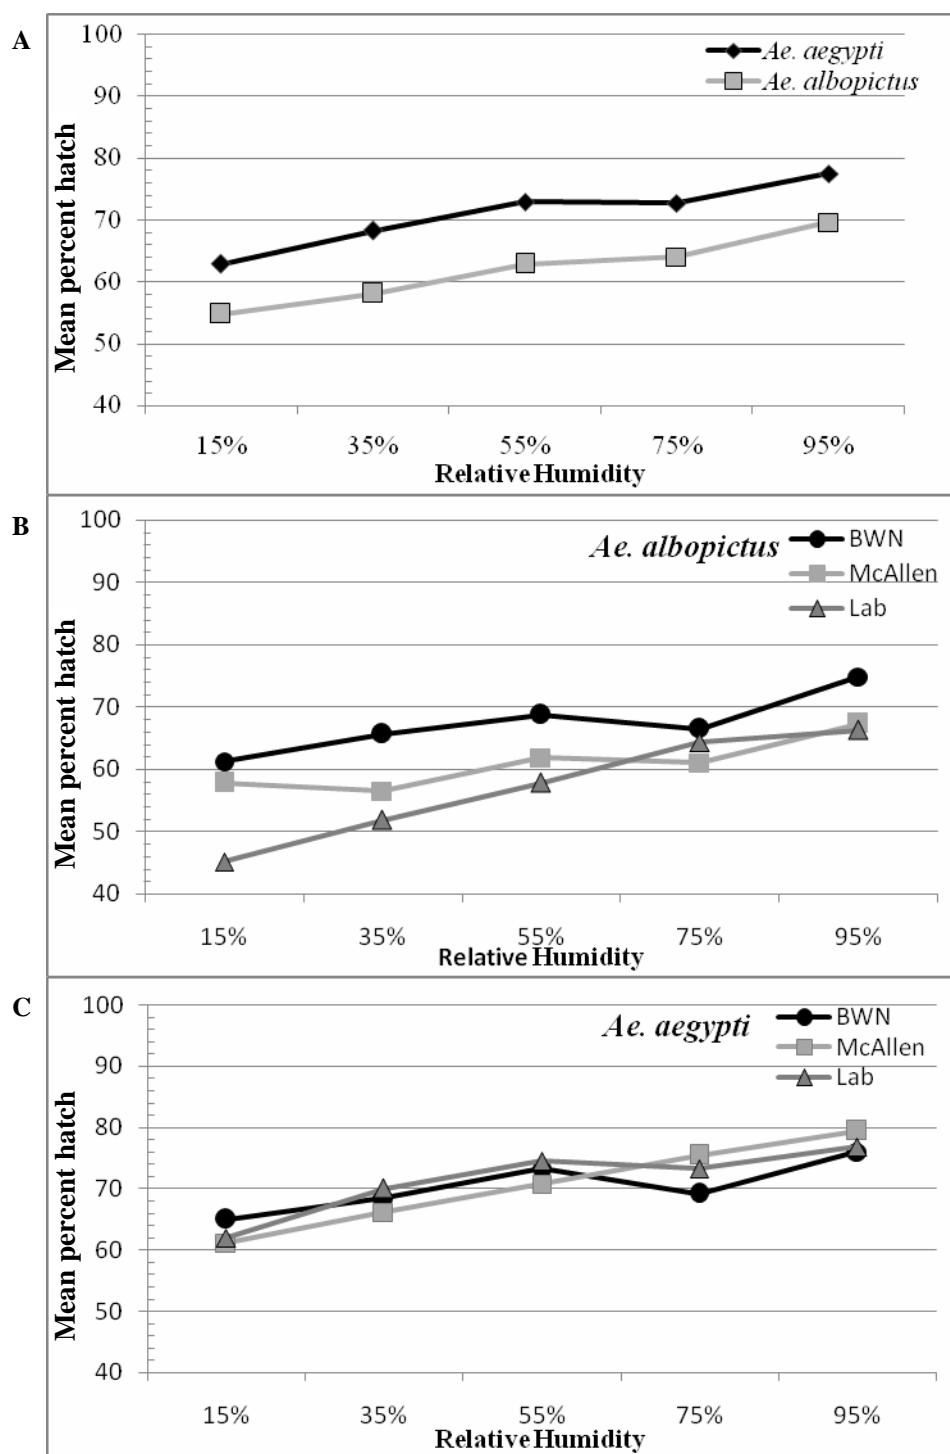 A
100
90
80
70
60
50
40
Mean percent hatch
Ae. aegypti
Ae. albopictus
15% 35% 55% 75% 95%
Relative Humidity
B
100
90
80
70
60
50
40
Mean percent hatch
Ae. albopictus
BWN
McAllen
Lab
15% 35% 55% 75% 95%
Relative Humidity
C
100
90
80
70
60
50
40
Mean percent hatch
Ae. aegypti
BWN
McAllen
Lab
15% 35% 55% 75% 95%
Relative Humidity